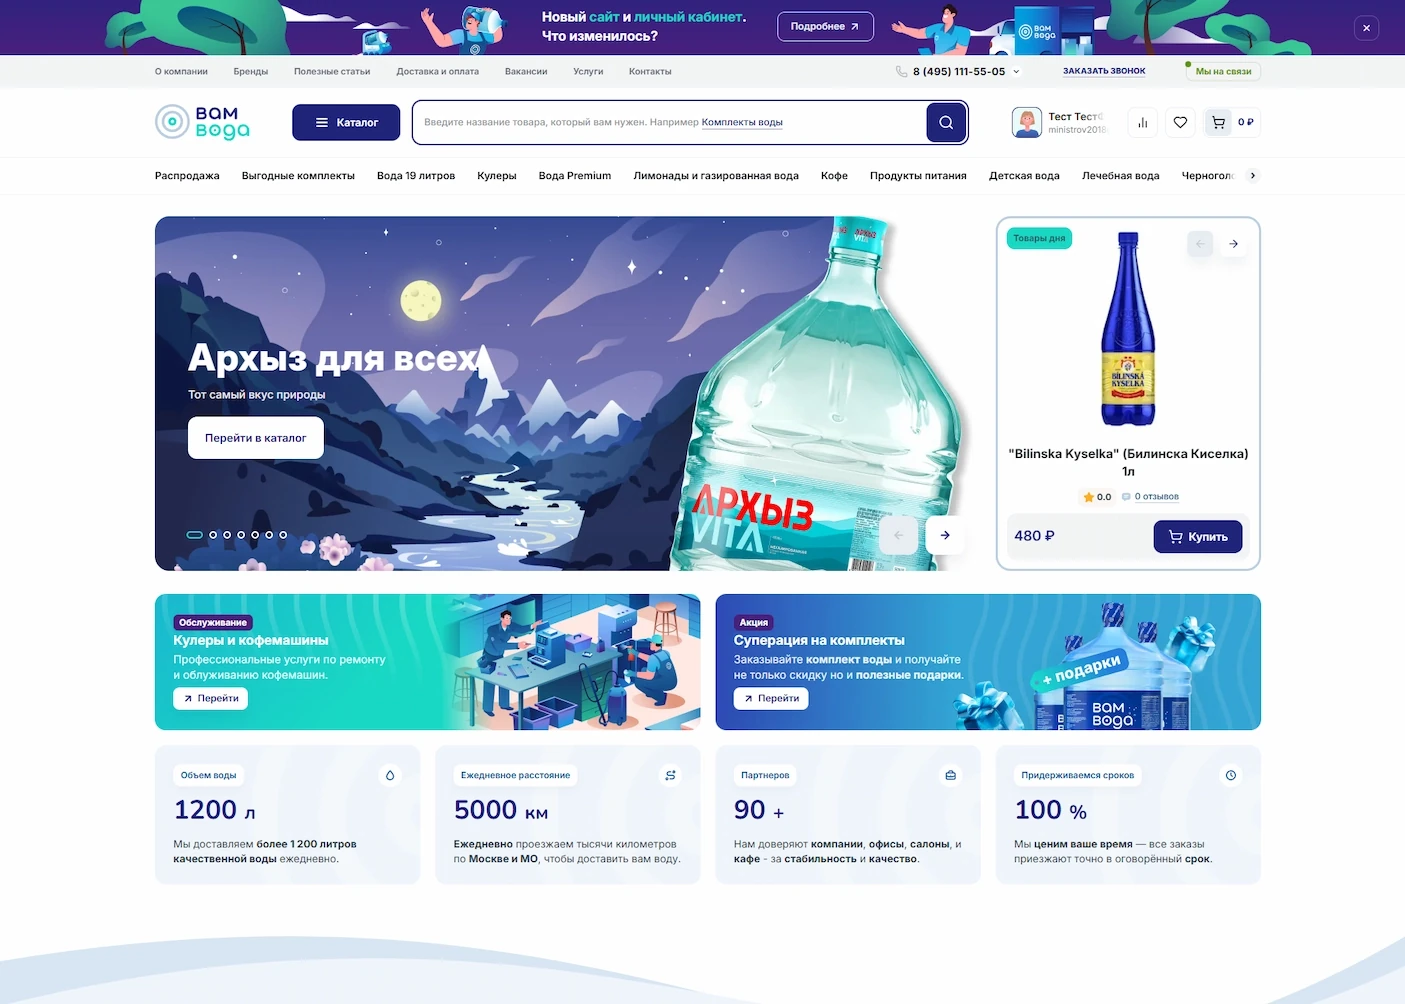 Новый сайт и личный кабинет.
Что изменилось?
Подробнее
вам
вода
О компании
Бренды
Полезные статьи
Доставка и оплата
Вакансии
Услуги
Контакты
8 (495) 111-55-05
ЗАКАЗАТЬ ЗВОНОК
Мы на связи
вам
вода
Каталог
Введите название товара, который вам нужен. Например Комплекты воды
Тест Тест
ministrov2018
0 ₽
Распродажа
Выгодные комплекты
Вода 19 литров
Кулеры
Вода Premium
Лимонады и газированная вода
Кофе
Продукты питания
Детская вода
Лечебная вода
Черногол
Архыз для всех
Тот самый вкус природы
Перейти в каталог
АРХЫЗ
VITA
Товары дня
BILINSKA
KYSELKA
"Bilinska Kyselka" (Билинска Киселка)
1л
0.0
0 отзывов
480 ₽
Купить
Обслуживание
Кулеры и кофемашины
Профессиональные услуги по ремонту
и облуживанию кофемашин.
Перейти
Акция
Суперация на комплекты
Заказывайте комплект воды и получайте
не только скидку но и полезные подарки.
Перейти
+ подарки
вам
вода
Объем воды
1200 л
Мы доставляем более 1 200 литров
качественной воды ежедневно.
Ежедневное расстояние
5000 км
Ежедневно проезжаем тысячи километров
по Москве и МО, чтобы доставить вам воду.
Партнеров
90 +
Нам доверяют компании, офисы, салоны, и
кафе - за стабильность и качество.
Придерживаемся сроков
100 %
Мы ценим ваше время — все заказы
приезжают точно в оговорённый срок.